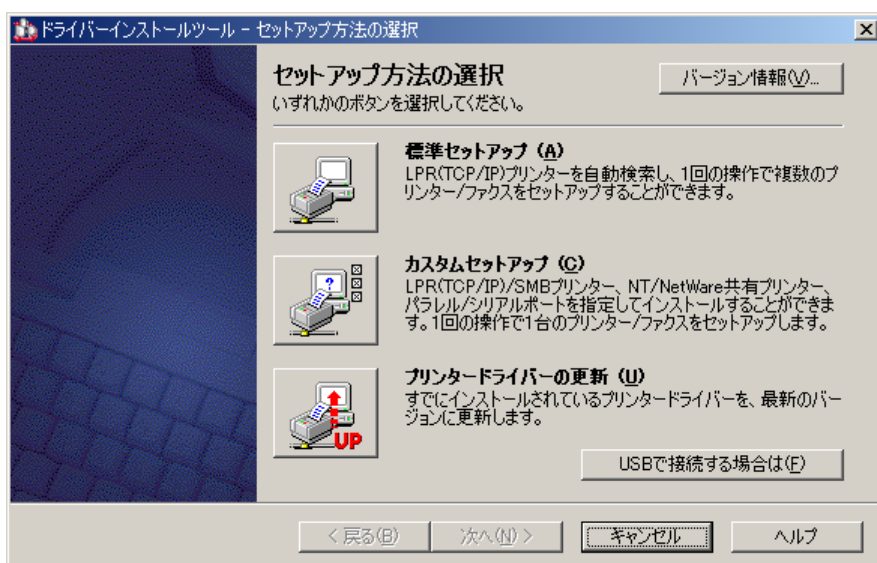 ドライバーインストールツール - セットアップ方法の選択
セットアップ方法の選択
バージョン情報(V)...
いずれかのボタンを選択してください。
標準セットアップ (A)
LPR(TCP/IP)プリンターを自動検索し、1回の操作で複数のプ
リンター/ファクスをセットアップすることができます。
カスタムセットアップ (C)
LPR(TCP/IP)/SMBプリンター、NT/NetWare共有プリンター、
パラレル/シリアルポートを指定してインストールすることができま
す。1回の操作で1台のプリンター/ファクスをセットアップします。
プリンタードライバーの更新 (U)
すでにインストールされているプリンタードライバーを、最新のバー
ジョンに更新します。
UP
USBで接続する場合は(F)
< 戻る(B)
次へ(N) >
キャンセル
ヘルプ